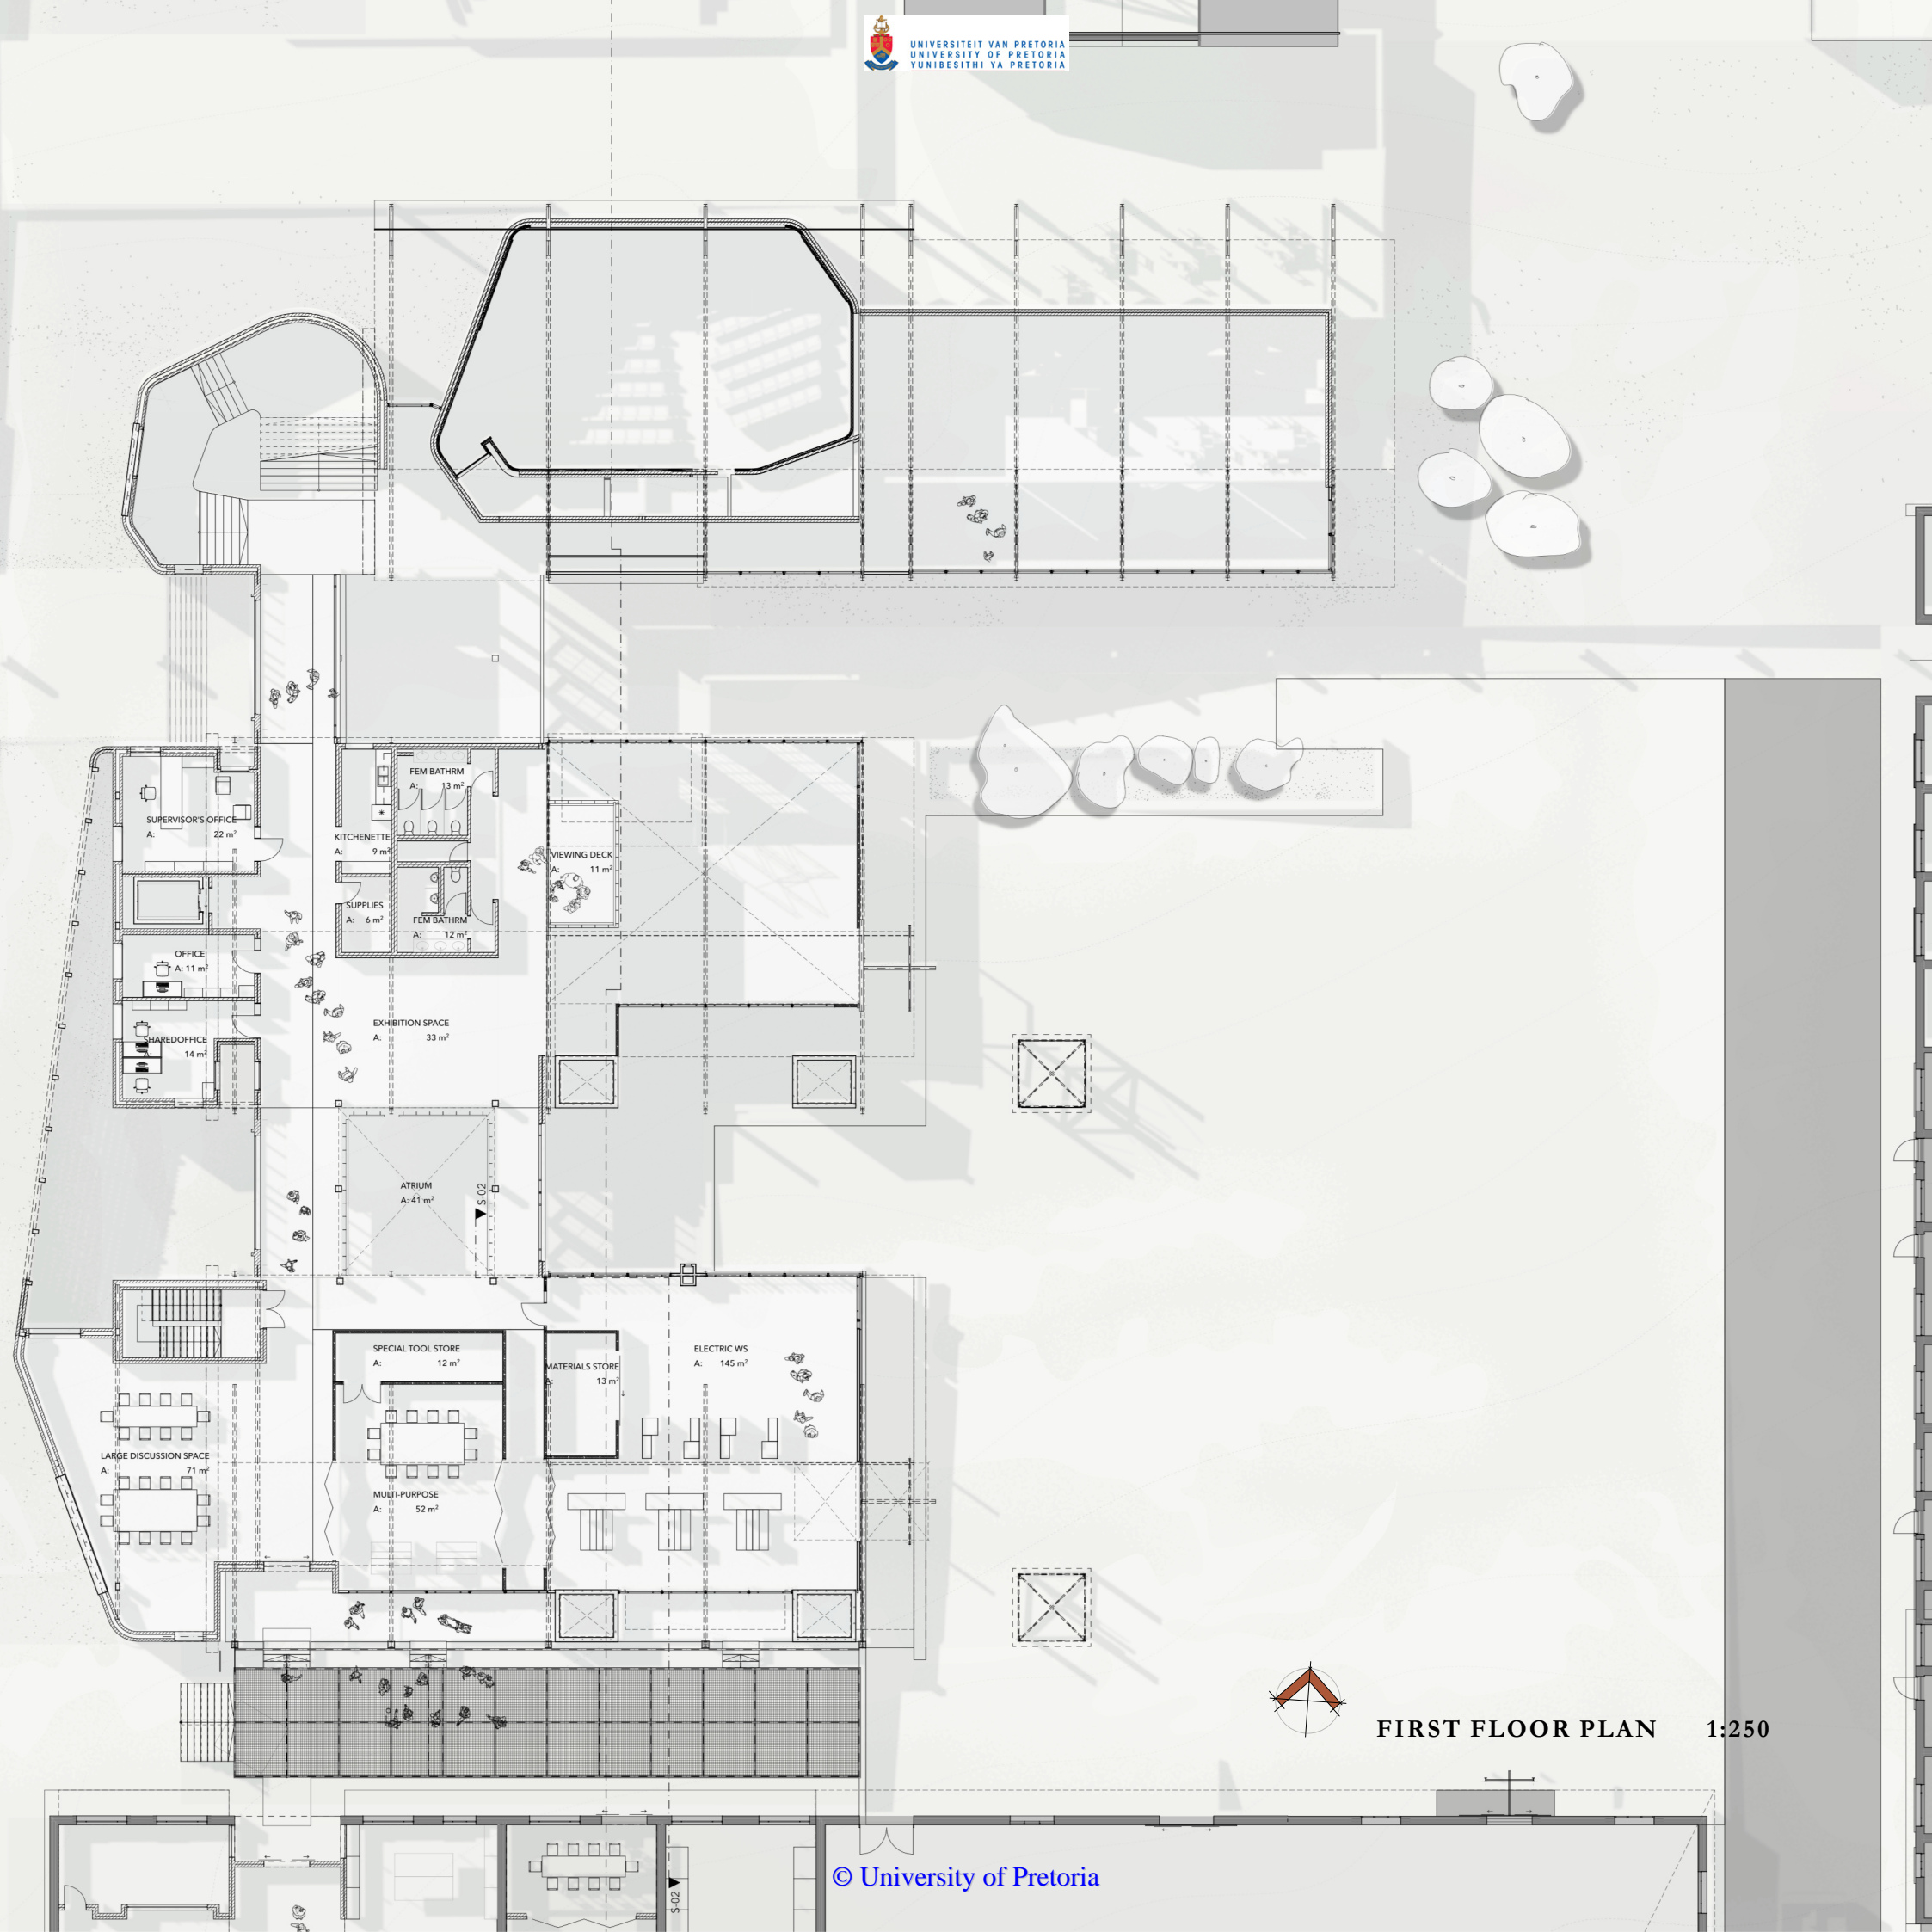 UNIVERSITEIT VAN PRETORIA
UNIVERSITY OF PRETORIA
YUNIBESITHI YA PRETORIA
FEM BATHRM
A: 13 m²
SUPERVISOR'S OFFICE
A: 22 m²
KITCHENETTE
A: 9 m²
VIEWING DECK
A: 11 m²
SUPPLIES
A: 6 m²
FEM BATHRM
A: 12 m²
OFFICE
A: 11 m²
EXHIBITION SPACE
A: 33 m²
SHAREDOFFICE
A: 14 m²
ATRIUM
A: 41 m²
S-02
SPECIAL TOOL STORE
A: 12 m²
MATERIALS STORE
A: 13 m²
ELECTRIC WS
A: 145 m²
LARGE DISCUSSION SPACE
A: 71 m²
MULTI-PURPOSE
A: 52 m²
FIRST FLOOR PLAN 1:250
© University of Pretoria
S-02